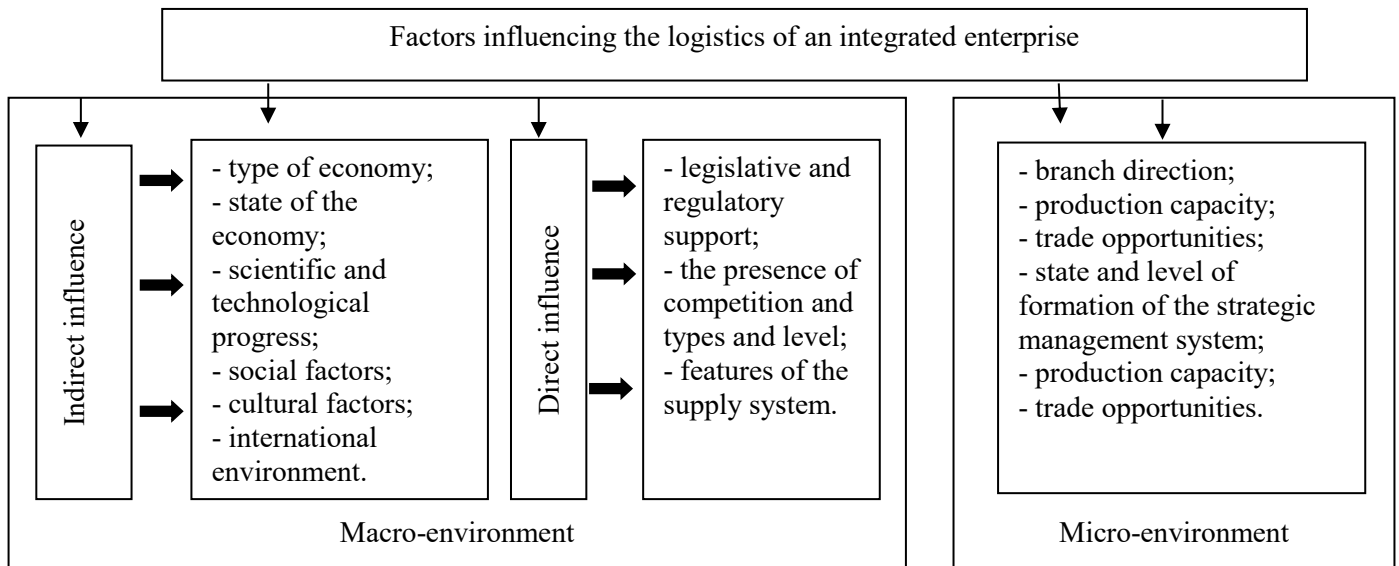 Factors influencing the logistics of an integrated enterprise
Indirect influence
- type of economy;
- state of the
economy;
- scientific and
technological
progress;
- social factors;
- cultural factors;
- international
environment.
Direct influence
- legislative and
regulatory
support;
- the presence of
competition and
types and level;
- features of the
supply system.
Macro-environment
- branch direction;
- production capacity;
- trade opportunities;
- state and level of
formation of the strategic
management system;
- production capacity;
- trade opportunities.
Micro-environment